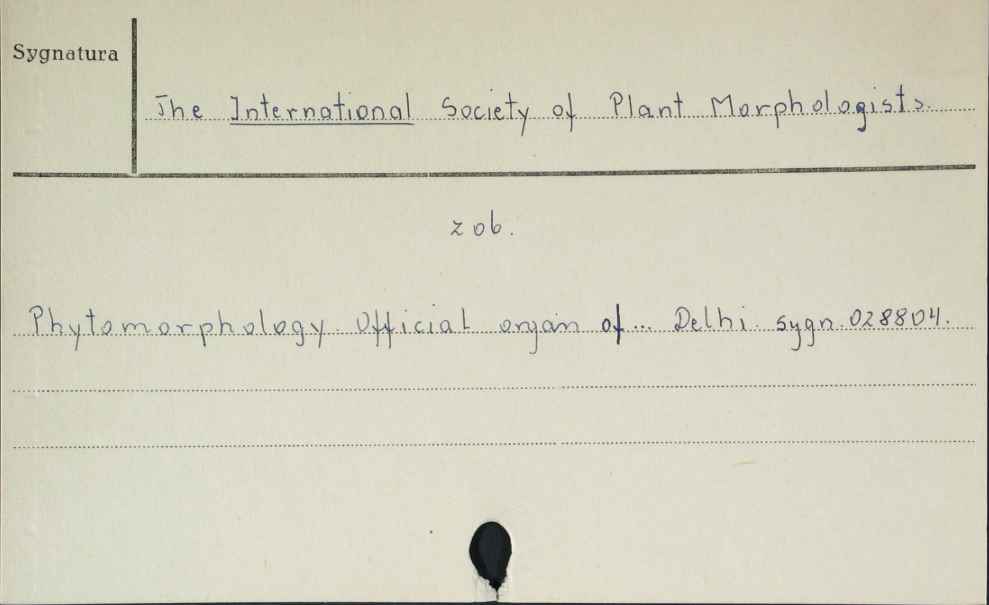 Sygnatura
The International Society of Plant Morphologists.
zob.
Phytomorphology Official organ of... Delhi. sygn. 028804.